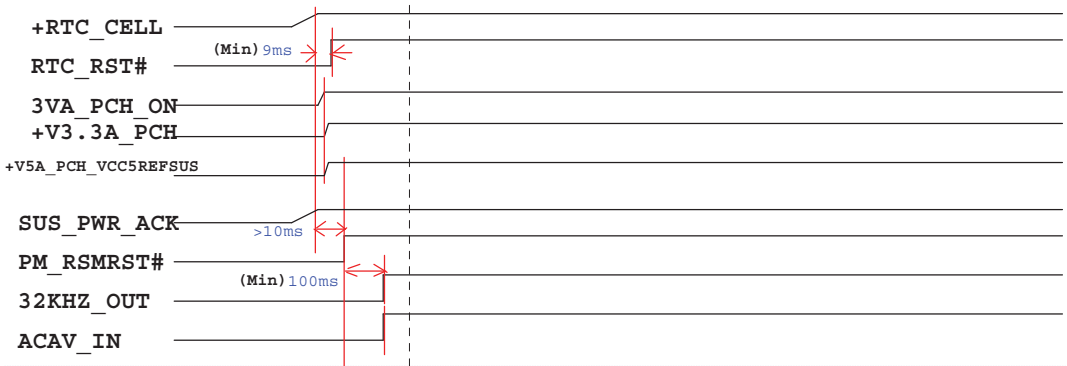 +RTC_CELL
(Min) 9ms
RTC_RST#
3VA_PCH_ON
+V3.3A_PCH
+V5A_PCH_VCC5REFSUS
SUS_PWR_ACK
>10ms
PM_RSMRST#
(Min) 100ms
32KHZ_OUT
ACAV_IN